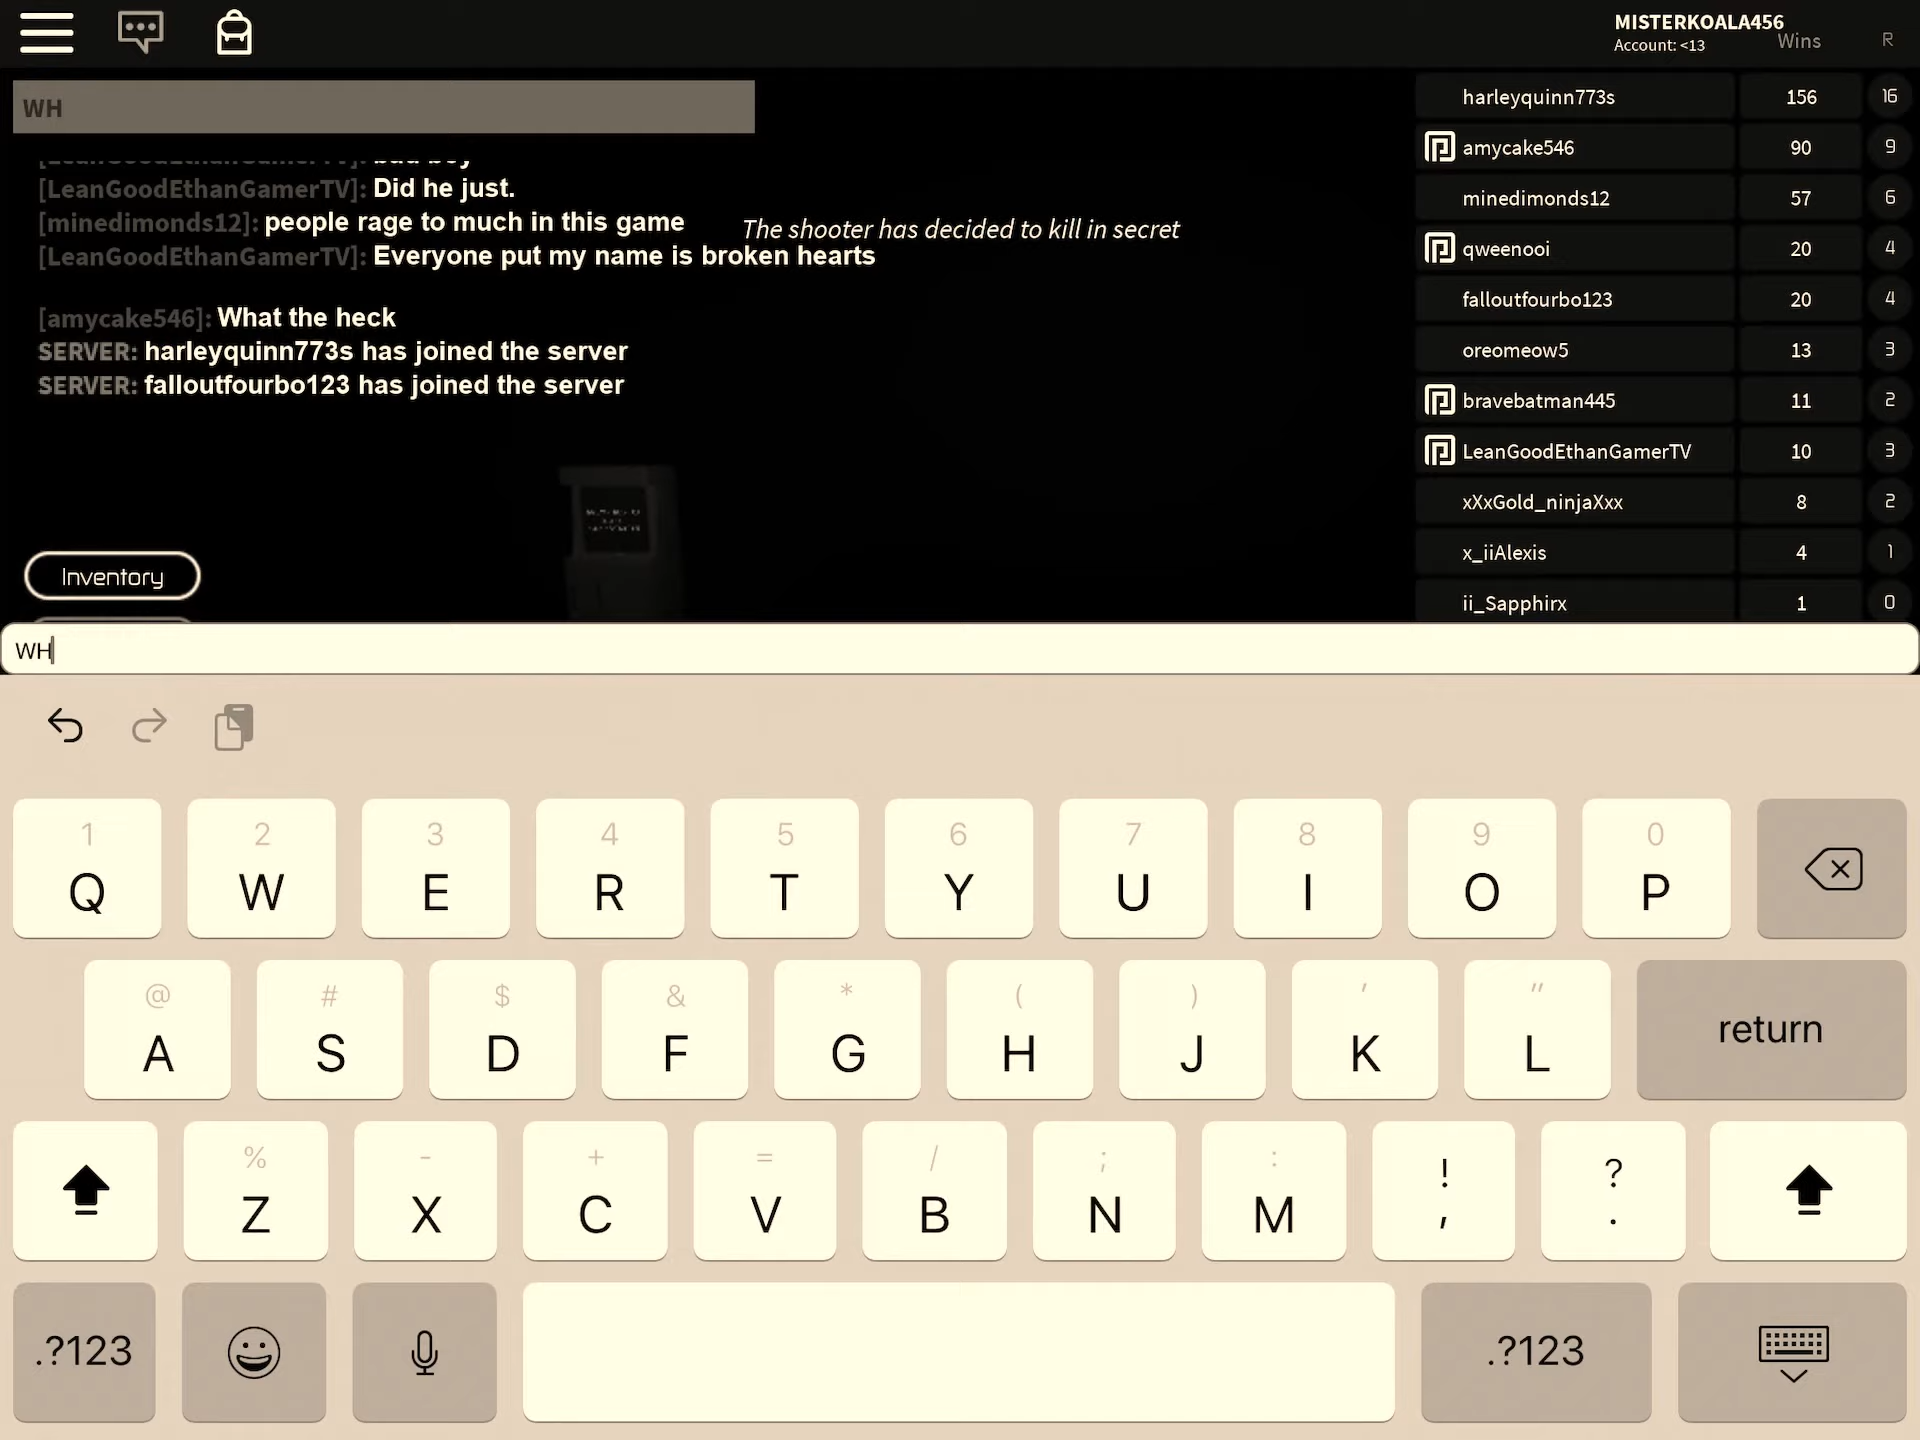 MISTERKOALA456
Account: <13
Wins
R
WH
[LeanGoodEthanGamerTV]: bad boy
[LeanGoodEthanGamerTV]: Did he just.
[minedimonds12]: people rage to much in this game
The shooter has decided to kill in secret
[LeanGoodEthanGamerTV]: Everyone put my name is broken hearts
[amycake546]: What the heck
SERVER: harleyquinn773s has joined the server
SERVER: falloutfourbo123 has joined the server
harleyquinn773s 156 16
amycake546 90 9
minedimonds12 57 6
qweenooi 20 4
falloutfourbo123 20 4
oreomeow5 13 3
bravebatman445 11 2
LeanGoodEthanGamerTV 10 3
xXxGold_ninjaXxx 8 2
x_iiAlexis 4 1
ii_Sapphirx 1 0
Inventory
WH
1 2 3 4 5 6 7 8 9 0
Q W E R T Y U I O P
@ # $ & * ( ) ' "
A S D F G H J K L return
% - + = / ; : ! ?
Z X C V B N M , .
.?123 .?123